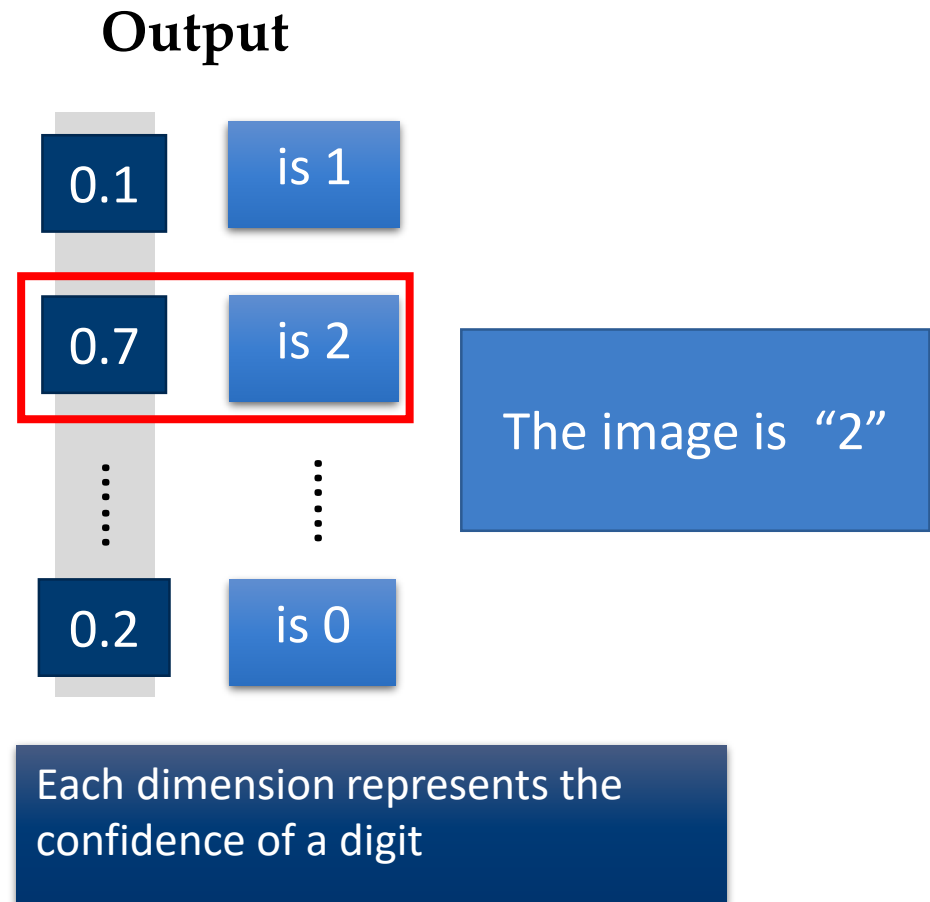 Output
0.1 is 1
0.7 is 2
The image is “2”
...... ......
0.2 is 0
Each dimension represents the
confidence of a digit